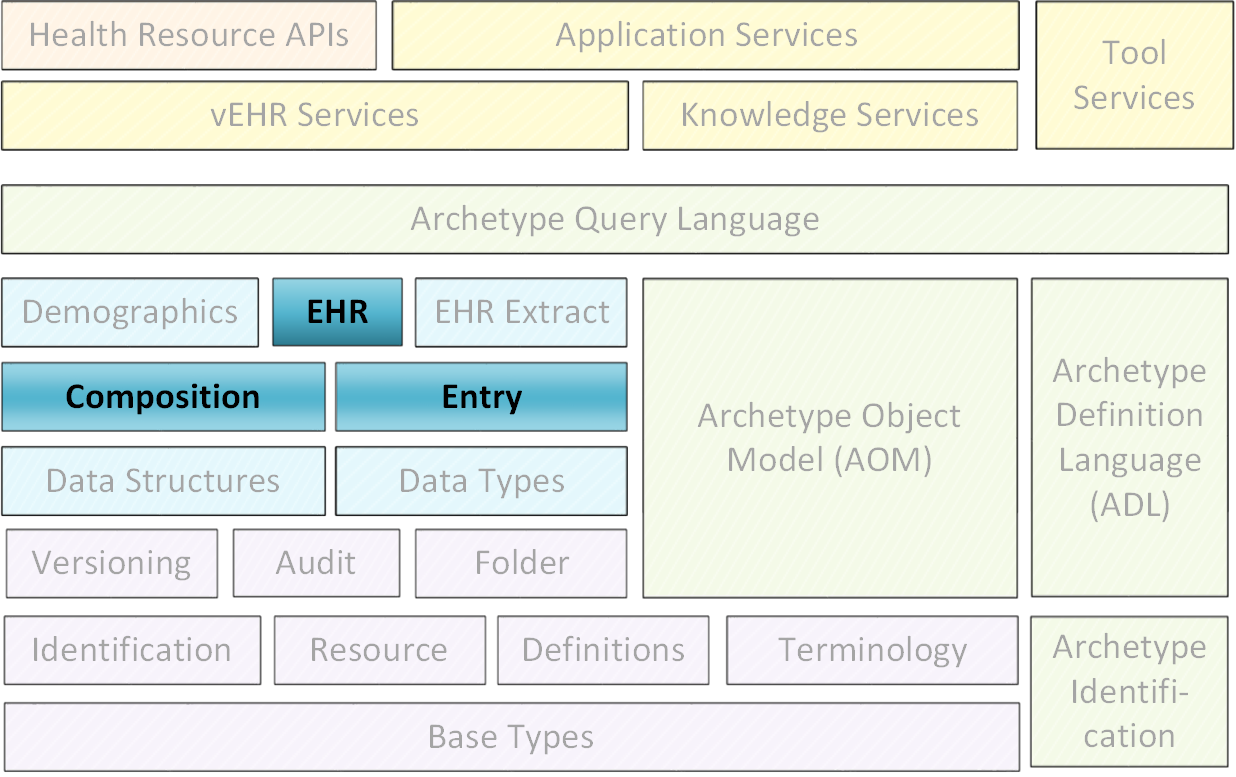 Health Resource APIs
Application Services
Tool
Services
vEHR Services
Knowledge Services
Archetype Query Language
Demographics
EHR
EHR Extract
Composition
Entry
Archetype Object
Model (AOM)
Archetype
Definition
Language
(ADL)
Data Structures
Data Types
Versioning
Audit
Folder
Identification
Resource
Definitions
Terminology
Archetype
Identifi-
cation
Base Types